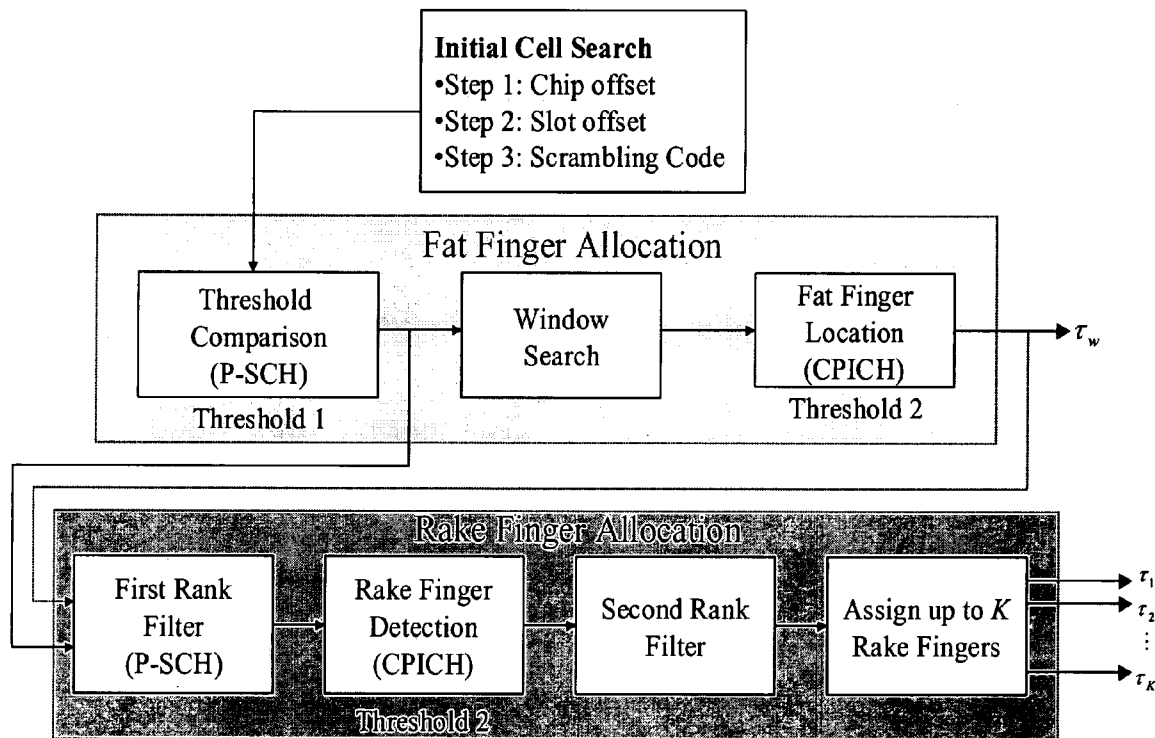 Initial Cell Search
•Step 1: Chip offset
•Step 2: Slot offset
•Step 3: Scrambling Code
Fat Finger Allocation
Threshold
Comparison
(P-SCH)
Threshold 1
Window
Search
Fat Finger
Location
(CPICH)
Threshold 2
τw
Rake Finger Allocation
First Rank
Filter
(P-SCH)
Rake Finger
Detection
(CPICH)
Threshold 2
Second Rank
Filter
Assign up to K
Rake Fingers
τ1
τ2
⋮
τK